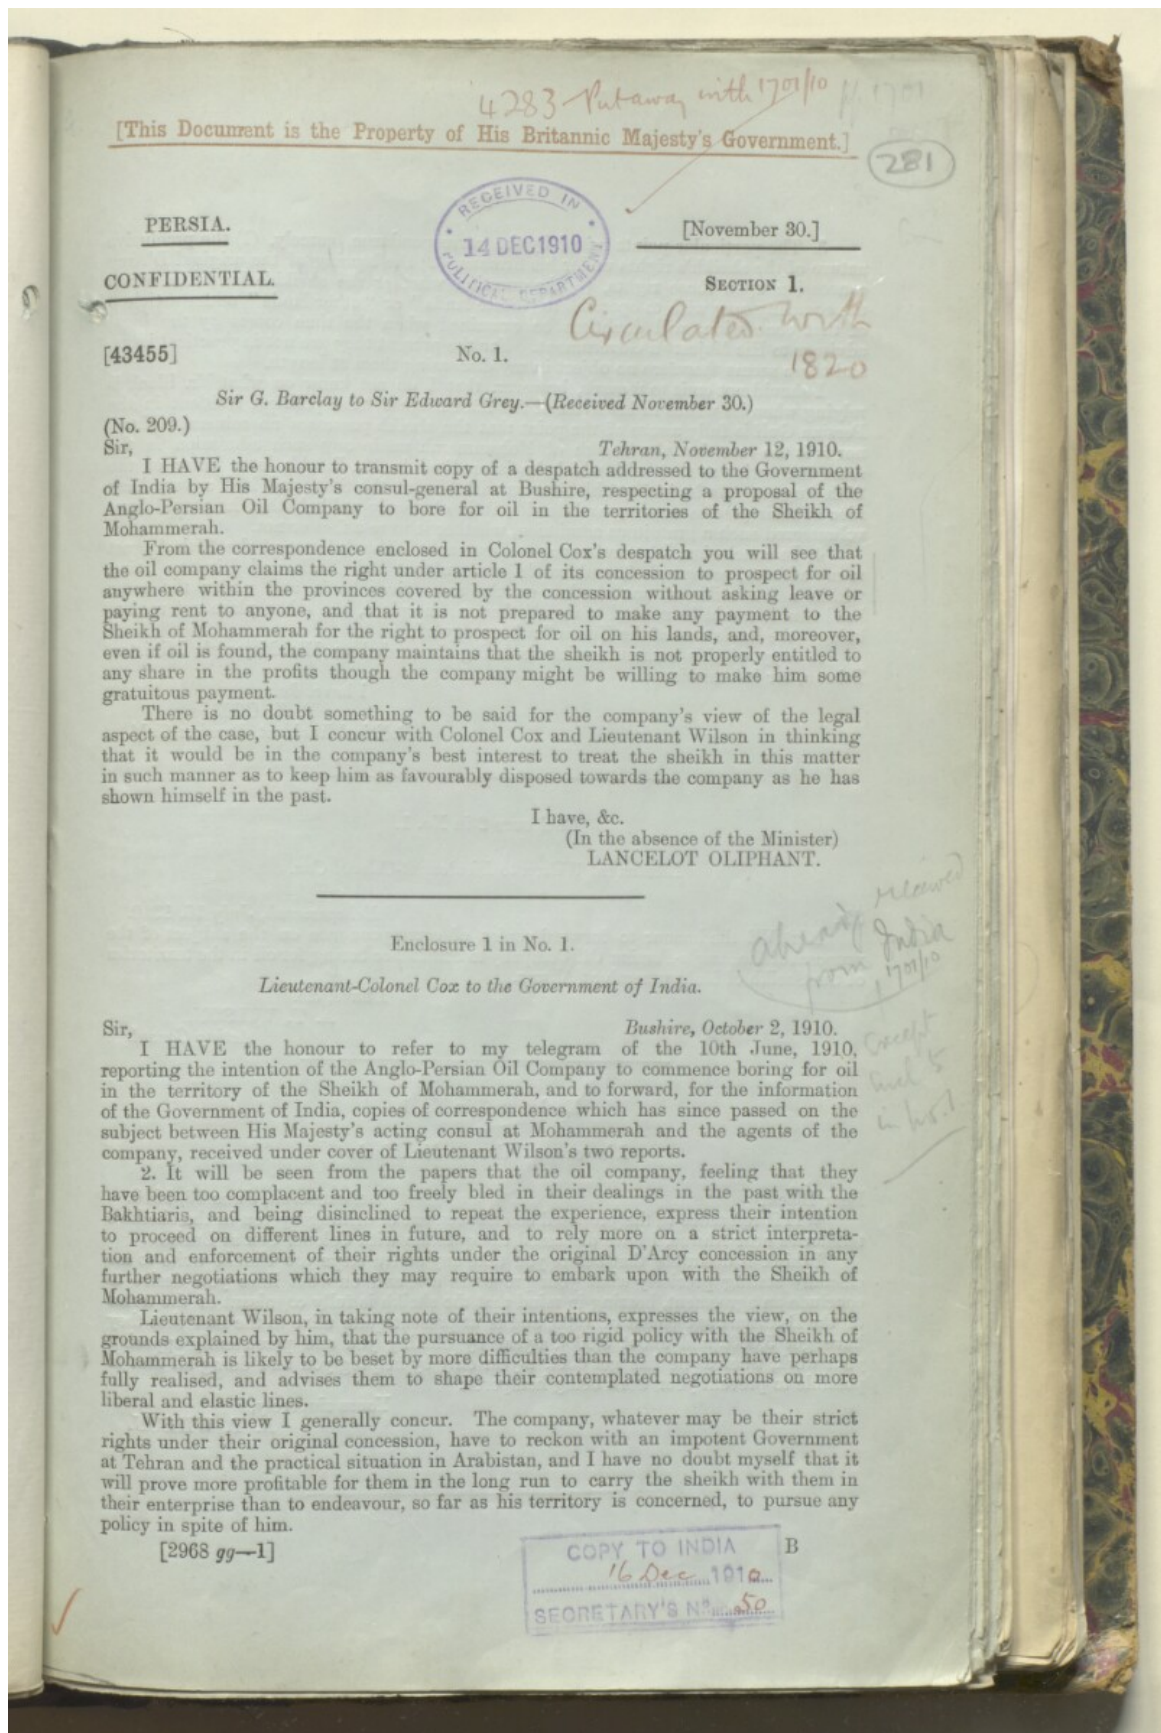 4283 Putaway with 1701/10
[This Document is the Property of His Britannic Majesty's Government.]
281
PERSIA.
RECEIVED IN
14 DEC 1910
POLITICAL DEPARTMENT
[November 30.]
CONFIDENTIAL.
SECTION 1.
Circulated with
1820
[43455]
No. 1.
Sir G. Barclay to Sir Edward Grey.—(Received November 30.)
(No. 209.)
Sir,
Tehran, November 12, 1910.
I HAVE the honour to transmit copy of a despatch addressed to the Government
of India by His Majesty's consul-general at Bushire, respecting a proposal of the
Anglo-Persian Oil Company to bore for oil in the territories of the Sheikh of
Mohammerah.
From the correspondence enclosed in Colonel Cox's despatch you will see that
the oil company claims the right under article 1 of its concession to prospect for oil
anywhere within the provinces covered by the concession without asking leave or
paying rent to anyone, and that it is not prepared to make any payment to the
Sheikh of Mohammerah for the right to prospect for oil on his lands, and, moreover,
even if oil is found, the company maintains that the sheikh is not properly entitled to
any share in the profits though the company might be willing to make him some
gratuitous payment.
There is no doubt something to be said for the company's view of the legal
aspect of the case, but I concur with Colonel Cox and Lieutenant Wilson in thinking
that it would be in the company's best interest to treat the sheikh in this matter
in such manner as to keep him as favourably disposed towards the company as he has
shown himself in the past.
I have, &c.
(In the absence of the Minister)
LANCELOT OLIPHANT.
already received
from India
1701/10
except
Encl. 5
in No. 1
Enclosure 1 in No. 1.
Lieutenant-Colonel Cox to the Government of India.
Sir,
Bushire, October 2, 1910.
I HAVE the honour to refer to my telegram of the 10th June, 1910,
reporting the intention of the Anglo-Persian Oil Company to commence boring for oil
in the territory of the Sheikh of Mohammerah, and to forward, for the information
of the Government of India, copies of correspondence which has since passed on the
subject between His Majesty's acting consul at Mohammerah and the agents of the
company, received under cover of Lieutenant Wilson's two reports.
2. It will be seen from the papers that the oil company, feeling that they
have been too complacent and too freely bled in their dealings in the past with the
Bakhtiaris, and being disinclined to repeat the experience, express their intention
to proceed on different lines in future, and to rely more on a strict interpreta-
tion and enforcement of their rights under the original D'Arcy concession in any
further negotiations which they may require to embark upon with the Sheikh of
Mohammerah.
Lieutenant Wilson, in taking note of their intentions, expresses the view, on the
grounds explained by him, that the pursuance of a too rigid policy with the Sheikh of
Mohammerah is likely to be beset by more difficulties than the company have perhaps
fully realised, and advises them to shape their contemplated negotiations on more
liberal and elastic lines.
With this view I generally concur. The company, whatever may be their strict
rights under their original concession, have to reckon with an impotent Government
at Tehran and the practical situation in Arabistan, and I have no doubt myself that it
will prove more profitable for them in the long run to carry the sheikh with them in
their enterprise than to endeavour, so far as his territory is concerned, to pursue any
policy in spite of him.
[2968 gg—1]
B
COPY TO INDIA
16 Dec 1910
SECRETARY'S No. 50